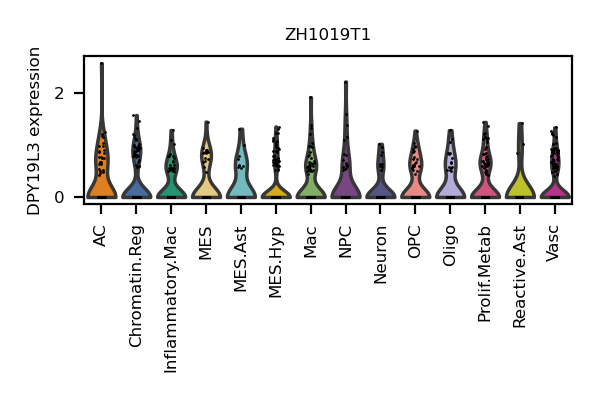 ZH1019T1
DPY19L3 expression
2
0
AC
Chromatin.Reg
Inflammatory.Mac
MES
MES.Ast
MES.Hyp
Mac
NPC
Neuron
OPC
Oligo
Prolif.Metab
Reactive.Ast
Vasc